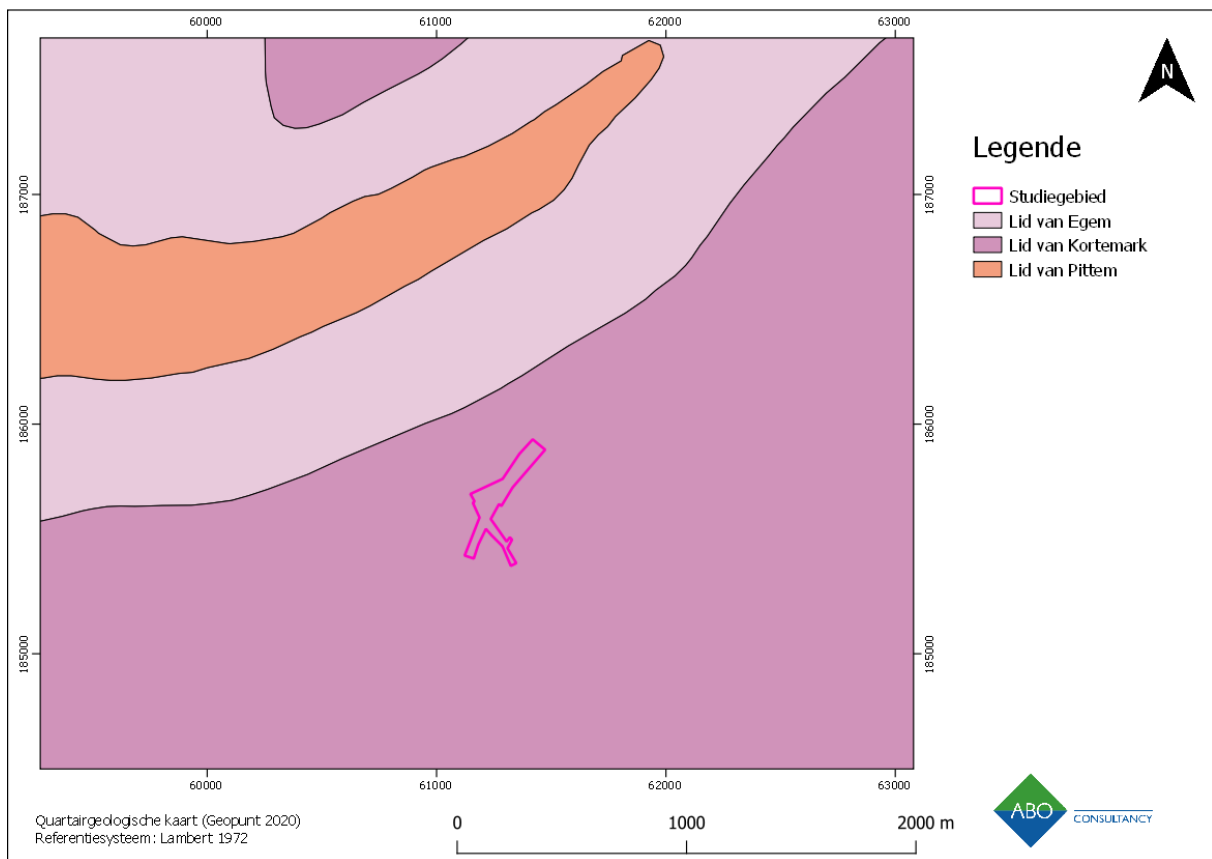 60000 61000 62000 63000
N
Legende
Studiegebied
Lid van Egem
Lid van Kortemark
Lid van Pittem
187000 187000
186000 186000
185000 185000
60000 61000 62000 63000
Quartairgeologische kaart (Geopunt 2020)
Referentiesysteem: Lambert 1972
0 1000 2000 m
ABO CONSULTANCY